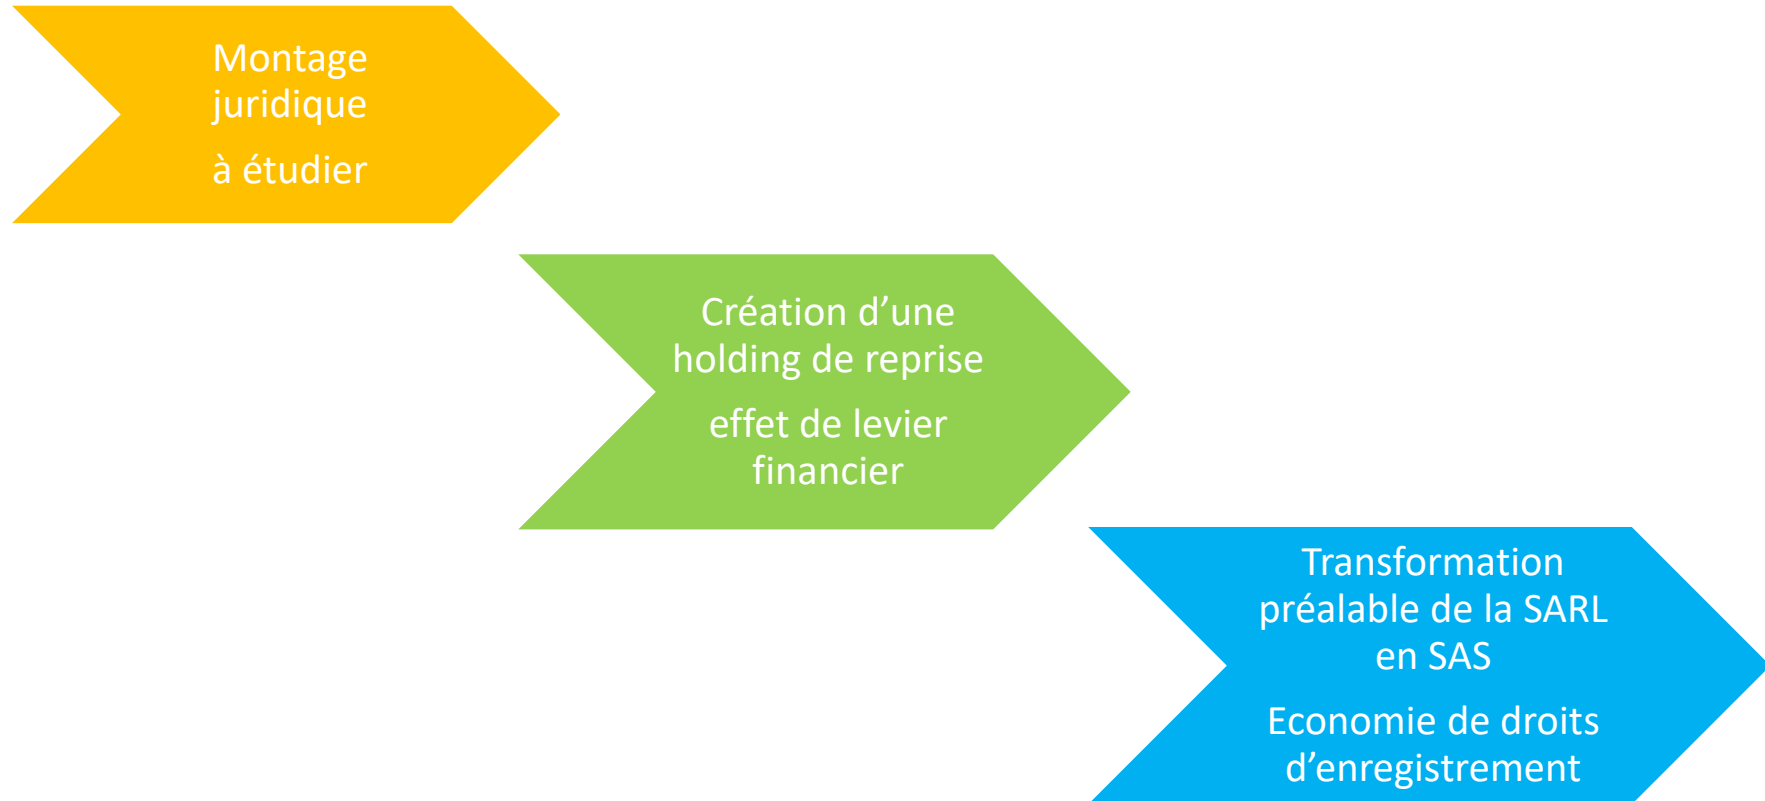 Montage
juridique
à étudier
Création d’une
holding de reprise
effet de levier
financier
Transformation
préalable de la SARL
en SAS
Economie de droits
d’enregistrement